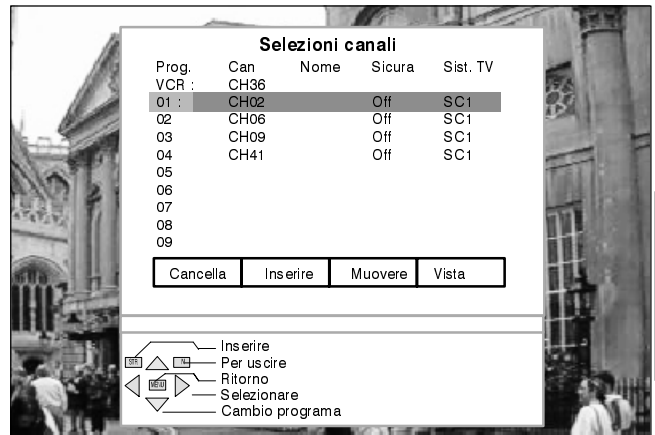 Selezioni canali
Prog. Can Nome Sicura Sist. TV
VCR : CH36
01 : CH02 Off SC1
02 CH06 Off SC1
03 CH09 Off SC1
04 CH41 Off SC1
05
06
07
08
09
Cancella Inserire Muovere Vista
Inserire
STR N Per uscire
MENU Ritorno
Selezionare
Cambio programa